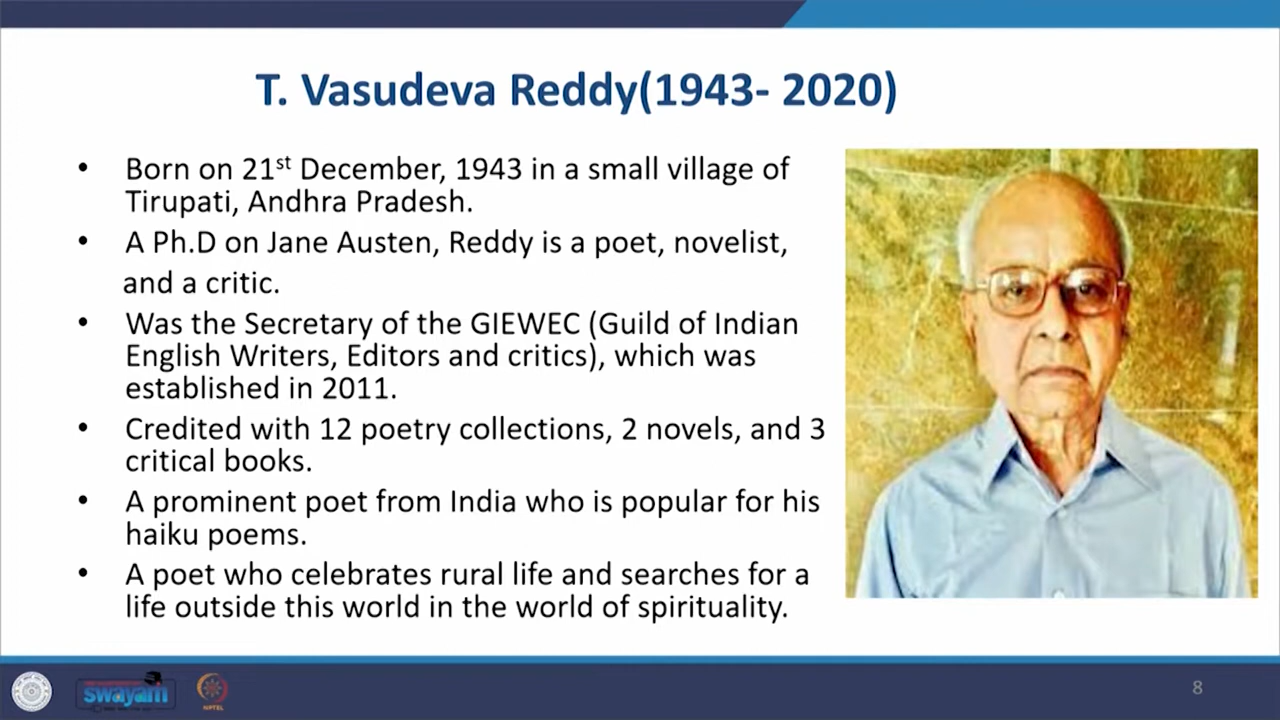 T. Vasudeva Reddy(1943- 2020)
• Born on 21st December, 1943 in a small village of
Tirupati, Andhra Pradesh.
• A Ph.D on Jane Austen, Reddy is a poet, novelist,
and a critic.
• Was the Secretary of the GIEWEC (Guild of Indian
English Writers, Editors and critics), which was
established in 2011.
• Credited with 12 poetry collections, 2 novels, and 3
critical books.
• A prominent poet from India who is popular for his
haiku poems.
• A poet who celebrates rural life and searches for a
life outside this world in the world of spirituality.
swayam
NPTEL
8